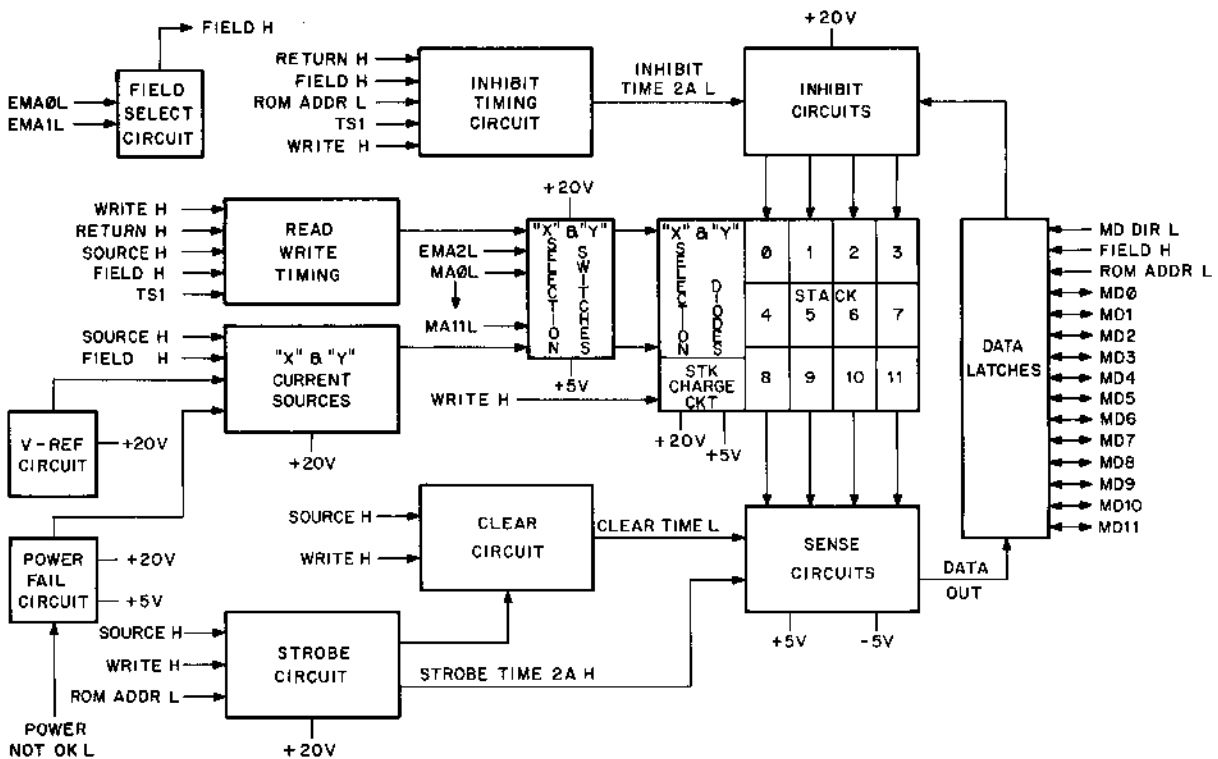 FIELD H
EMAØL
EMA1L
FIELD
SELECT
CIRCUIT
RETURN H
FIELD H
ROM ADDR L
TS1
WRITE H
INHIBIT
TIMING
CIRCUIT
INHIBIT
TIME 2A L
+20V
INHIBIT
CIRCUITS
WRITE H
RETURN H
SOURCE H
FIELD H
TS1
READ
WRITE
TIMING
+20V
EMA2L
MAØL
MA11L
"X" & "Y"
SELECTION
SWITCHES
+5V
"X" & "Y"
SELECTION
DIODES
Ø 1 2 3
STACK
4 5 6 7
8 9 10 11
STK
CHARGE
CKT
WRITE H
+20V
+5V
SOURCE H
FIELD H
"X" & "Y"
CURRENT
SOURCES
+20V
V-REF
CIRCUIT
+20V
POWER
FAIL
CIRCUIT
+20V
+5V
POWER
NOT OK L
SOURCE H
WRITE H
CLEAR
CIRCUIT
CLEAR TIME L
SOURCE H
WRITE H
ROM ADDR L
STROBE
CIRCUIT
+20V
STROBE TIME 2A H
SENSE
CIRCUITS
+5V
-5V
DATA
OUT
DATA
LATCHES
MD DIR L
FIELD H
ROM ADDR L
MDØ
MD1
MD2
MD3
MD4
MD5
MD6
MD7
MD8
MD9
MD10
MD11